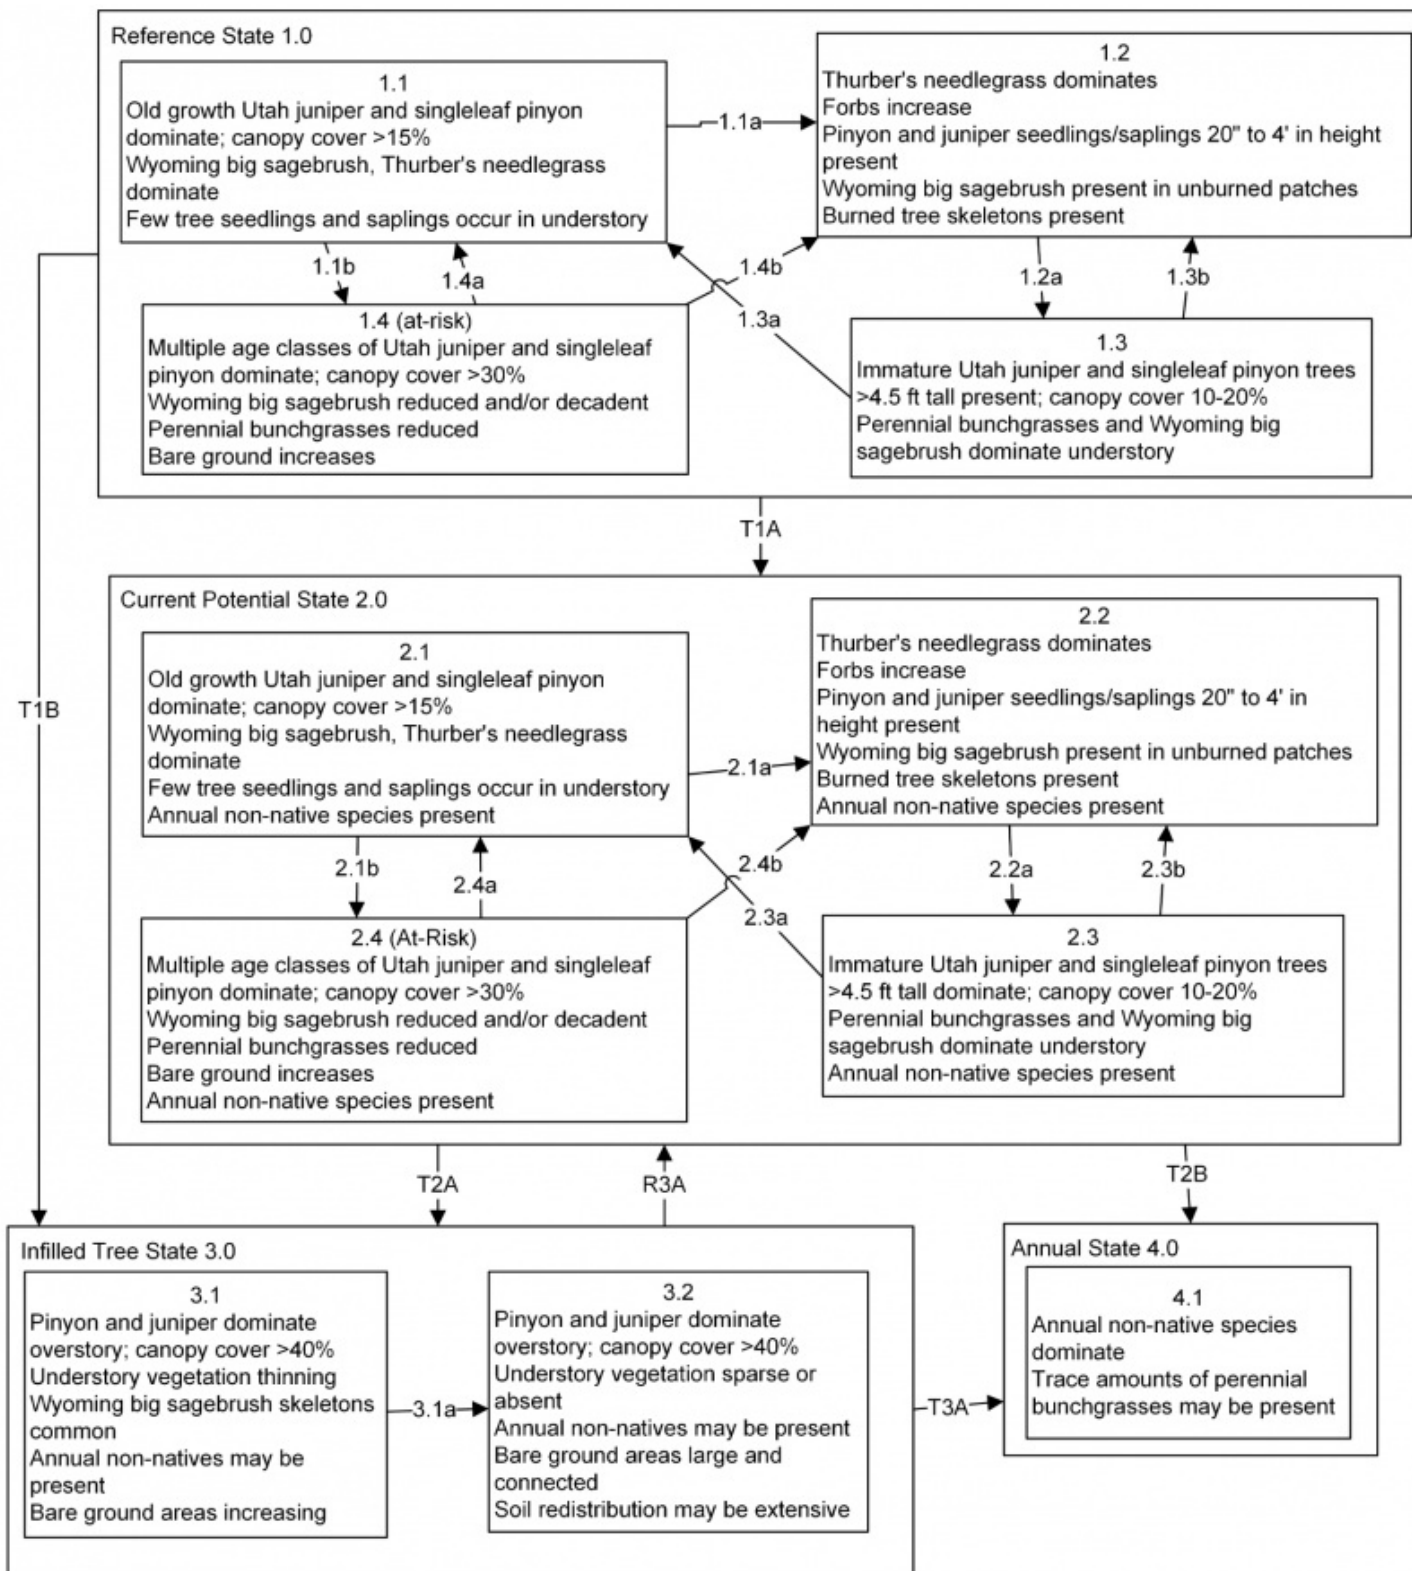 Reference State 1.0
1.1
Old growth Utah juniper and singleleaf pinyon
dominate; canopy cover >15%
Wyoming big sagebrush, Thurber's needlegrass
dominate
Few tree seedlings and saplings occur in understory
1.1a
1.2
Thurber's needlegrass dominates
Forbs increase
Pinyon and juniper seedlings/saplings 20" to 4' in height
present
Wyoming big sagebrush present in unburned patches
Burned tree skeletons present
1.1b
1.4a
1.4b
1.3a
1.2a
1.3b
1.4 (at-risk)
Multiple age classes of Utah juniper and singleleaf
pinyon dominate; canopy cover >30%
Wyoming big sagebrush reduced and/or decadent
Perennial bunchgrasses reduced
Bare ground increases
1.3
Immature Utah juniper and singleleaf pinyon trees
>4.5 ft tall present; canopy cover 10-20%
Perennial bunchgrasses and Wyoming big
sagebrush dominate understory
T1A
T1B
Current Potential State 2.0
2.1
Old growth Utah juniper and singleleaf pinyon
dominate; canopy cover >15%
Wyoming big sagebrush, Thurber's needlegrass
dominate
Few tree seedlings and saplings occur in understory
Annual non-native species present
2.1a
2.2
Thurber's needlegrass dominates
Forbs increase
Pinyon and juniper seedlings/saplings 20" to 4' in
height present
Wyoming big sagebrush present in unburned patches
Burned tree skeletons present
Annual non-native species present
2.1b
2.4a
2.4b
2.3a
2.2a
2.3b
2.4 (At-Risk)
Multiple age classes of Utah juniper and singleleaf
pinyon dominate; canopy cover >30%
Wyoming big sagebrush reduced and/or decadent
Perennial bunchgrasses reduced
Bare ground increases
Annual non-native species present
2.3
Immature Utah juniper and singleleaf pinyon trees
>4.5 ft tall dominate; canopy cover 10-20%
Perennial bunchgrasses and Wyoming big
sagebrush dominate understory
Annual non-native species present
T2A
R3A
T2B
Infilled Tree State 3.0
3.1
Pinyon and juniper dominate
overstory; canopy cover >40%
Understory vegetation thinning
Wyoming big sagebrush skeletons
common
Annual non-natives may be
present
Bare ground areas increasing
3.1a
3.2
Pinyon and juniper dominate
overstory; canopy cover >40%
Understory vegetation sparse or
absent
Annual non-natives may be present
Bare ground areas large and
connected
Soil redistribution may be extensive
T3A
Annual State 4.0
4.1
Annual non-native species
dominate
Trace amounts of perennial
bunchgrasses may be present